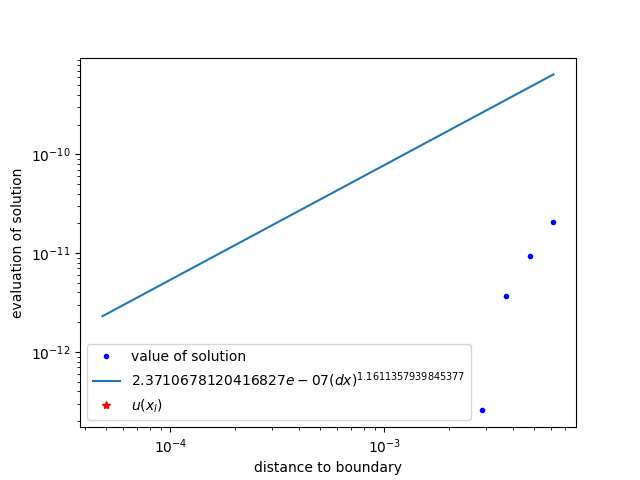 10⁻¹⁰
10⁻¹¹
10⁻¹²
evaluation of solution
value of solution
2.3710678120416827e − 07(dx)^1.1611357939845377
u(x_l)
10⁻⁴
10⁻³
distance to boundary